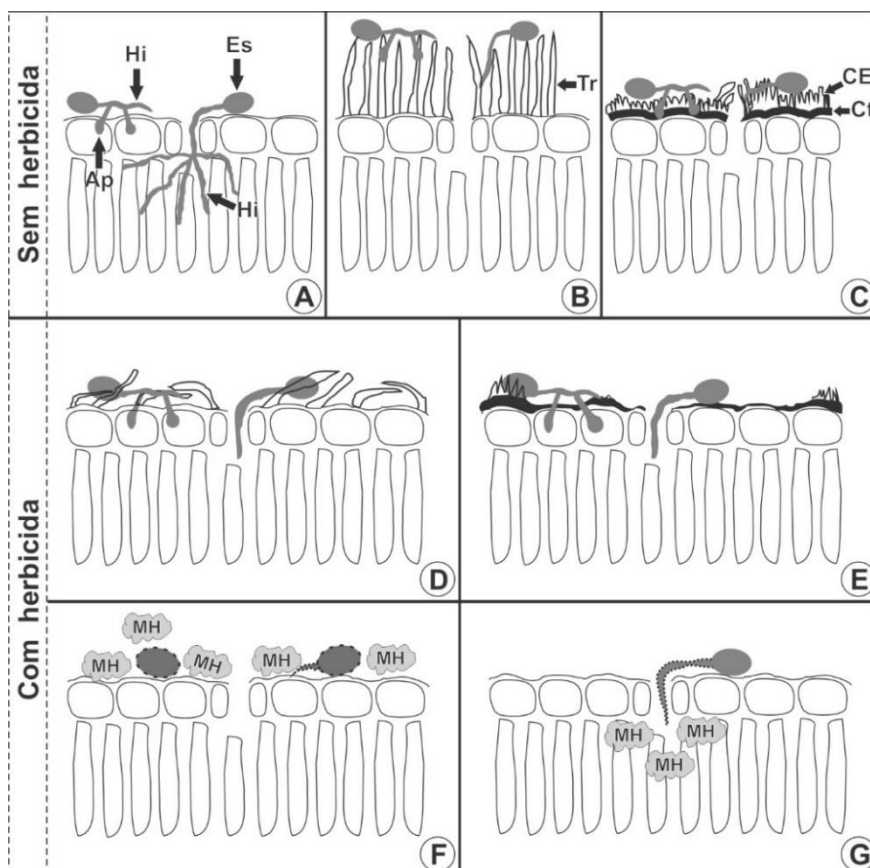 Sem herbicida
Hi
Es
Ap
Hi
A
Tr
B
CE
Ct
C
Com herbicida
D
E
MH
MH
MH
MH
MH
F
MH
MH
MH
G